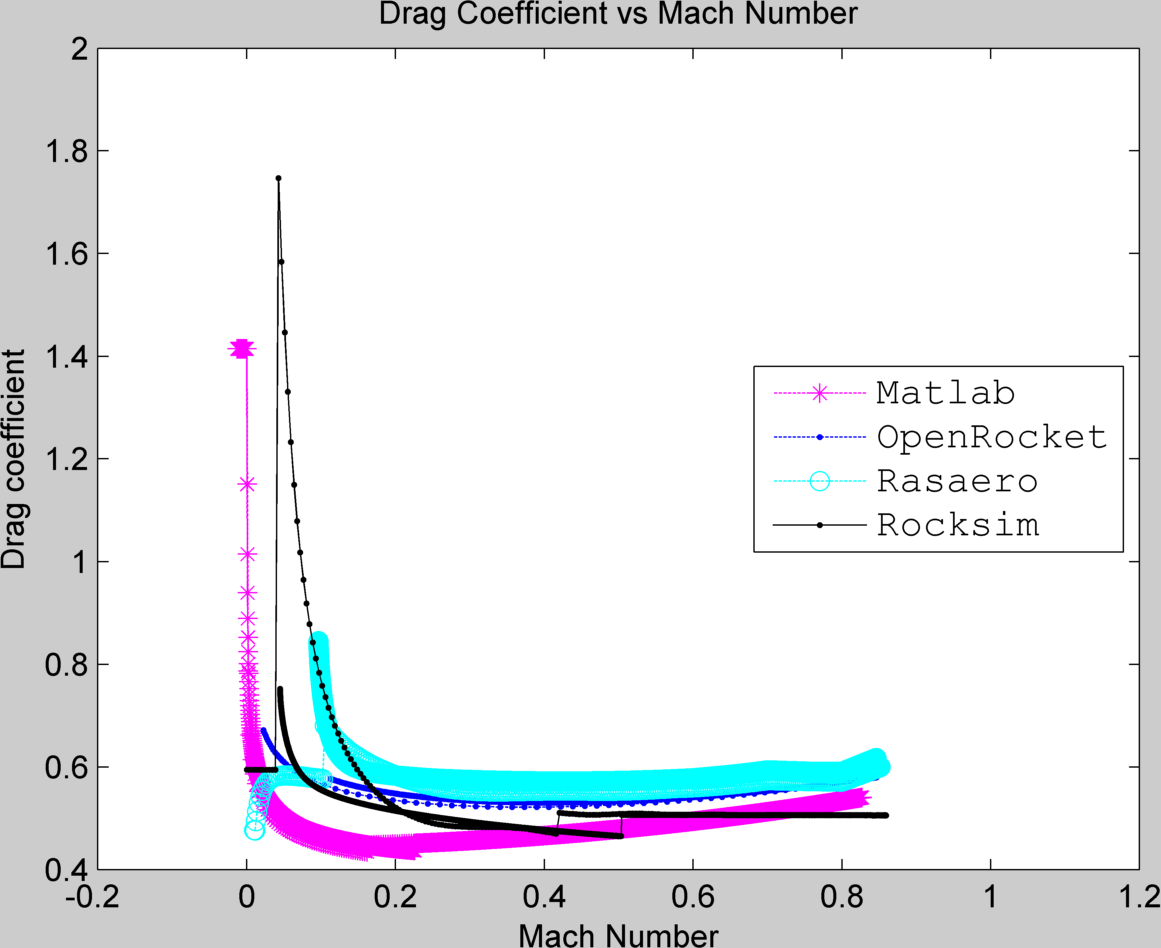 Drag Coefficient vs Mach Number
2
1.8
1.6
1.4
1.2
1
0.8
0.6
0.4
Drag coefficient
Matlab
OpenRocket
Rasaero
Rocksim
-0.2 0 0.2 0.4 0.6 0.8 1 1.2
Mach Number